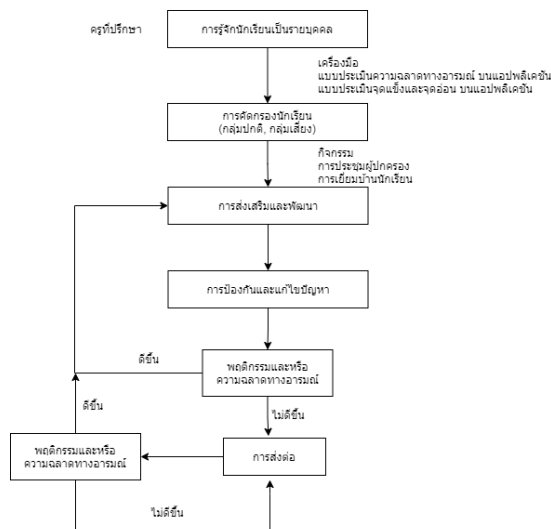 ครูที่ปรึกษา
การรู้จักนักเรียนเป็นรายบุคคล
เครื่องมือ
แบบประเมินความฉลาดทางอารมณ์ บนแอปพลิเคชัน
แบบประเมินจุดแข็งและจุดอ่อน บนแอปพลิเคชัน
การคัดกรองนักเรียน
(กลุ่มปกติ, กลุ่มเสี่ยง)
กิจกรรม
การประชุมผู้ปกครอง
การเยี่ยมบ้านนักเรียน
การส่งเสริมและพัฒนา
การป้องกันและแก้ไขปัญหา
ดีขึ้น
พฤติกรรมและหรือ
ความฉลาดทางอารมณ์
ดีขึ้น
ไม่ดีขึ้น
พฤติกรรมและหรือ
ความฉลาดทางอารมณ์
การส่งต่อ
ไม่ดีขึ้น